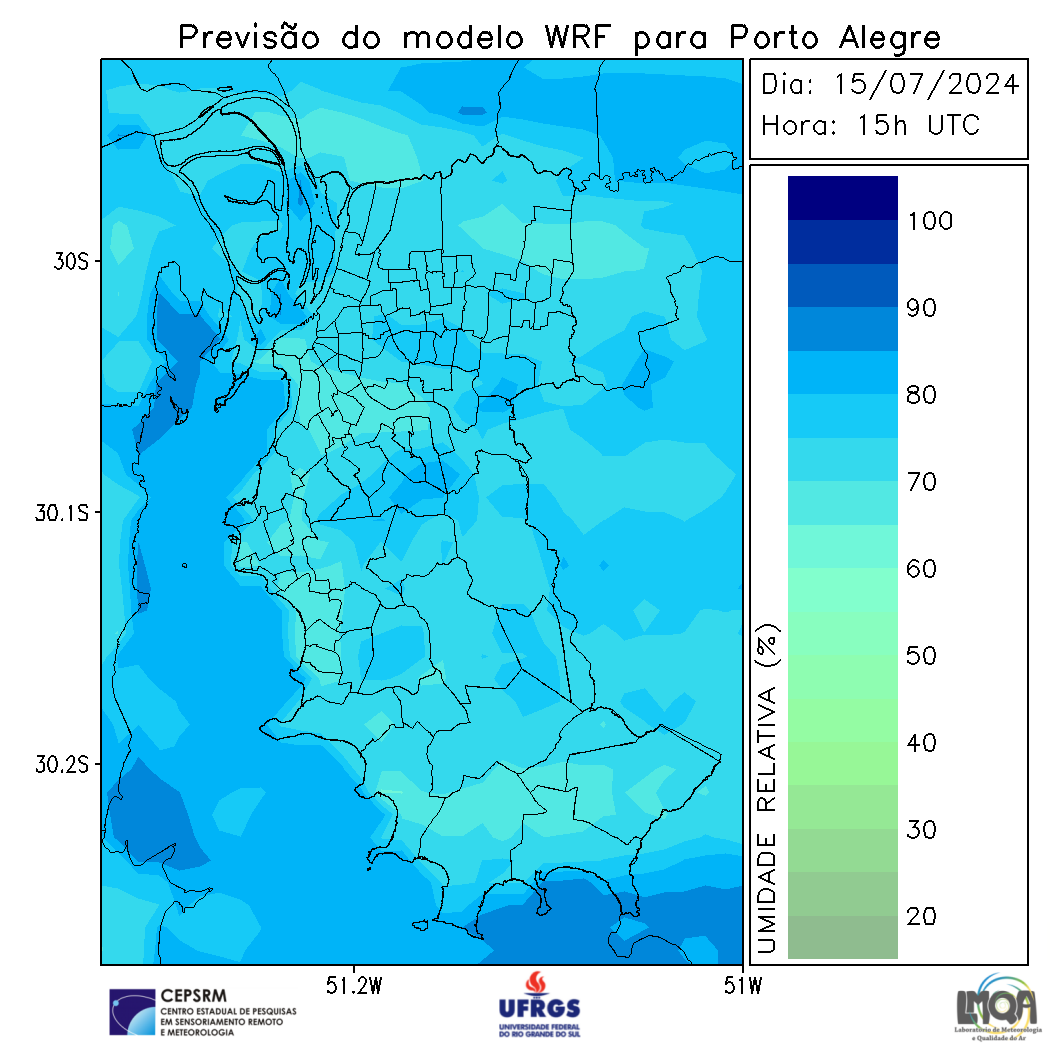 Previsão do modelo WRF para Porto Alegre
Dia: 15/07/2024
Hora: 15h UTC
30S
30.1S
30.2S
51.2W
51W
UMIDADE RELATIVA (%)
100
90
80
70
60
50
40
30
20
CEPSRM
CENTRO ESTADUAL DE PESQUISAS
EM SENSORIAMENTO REMOTO
E METEOROLOGIA
UFRGS
UNIVERSIDADE FEDERAL
DO RIO GRANDE DO SUL
LMQA
Laboratório de Meteorologia
e Qualidade do Ar